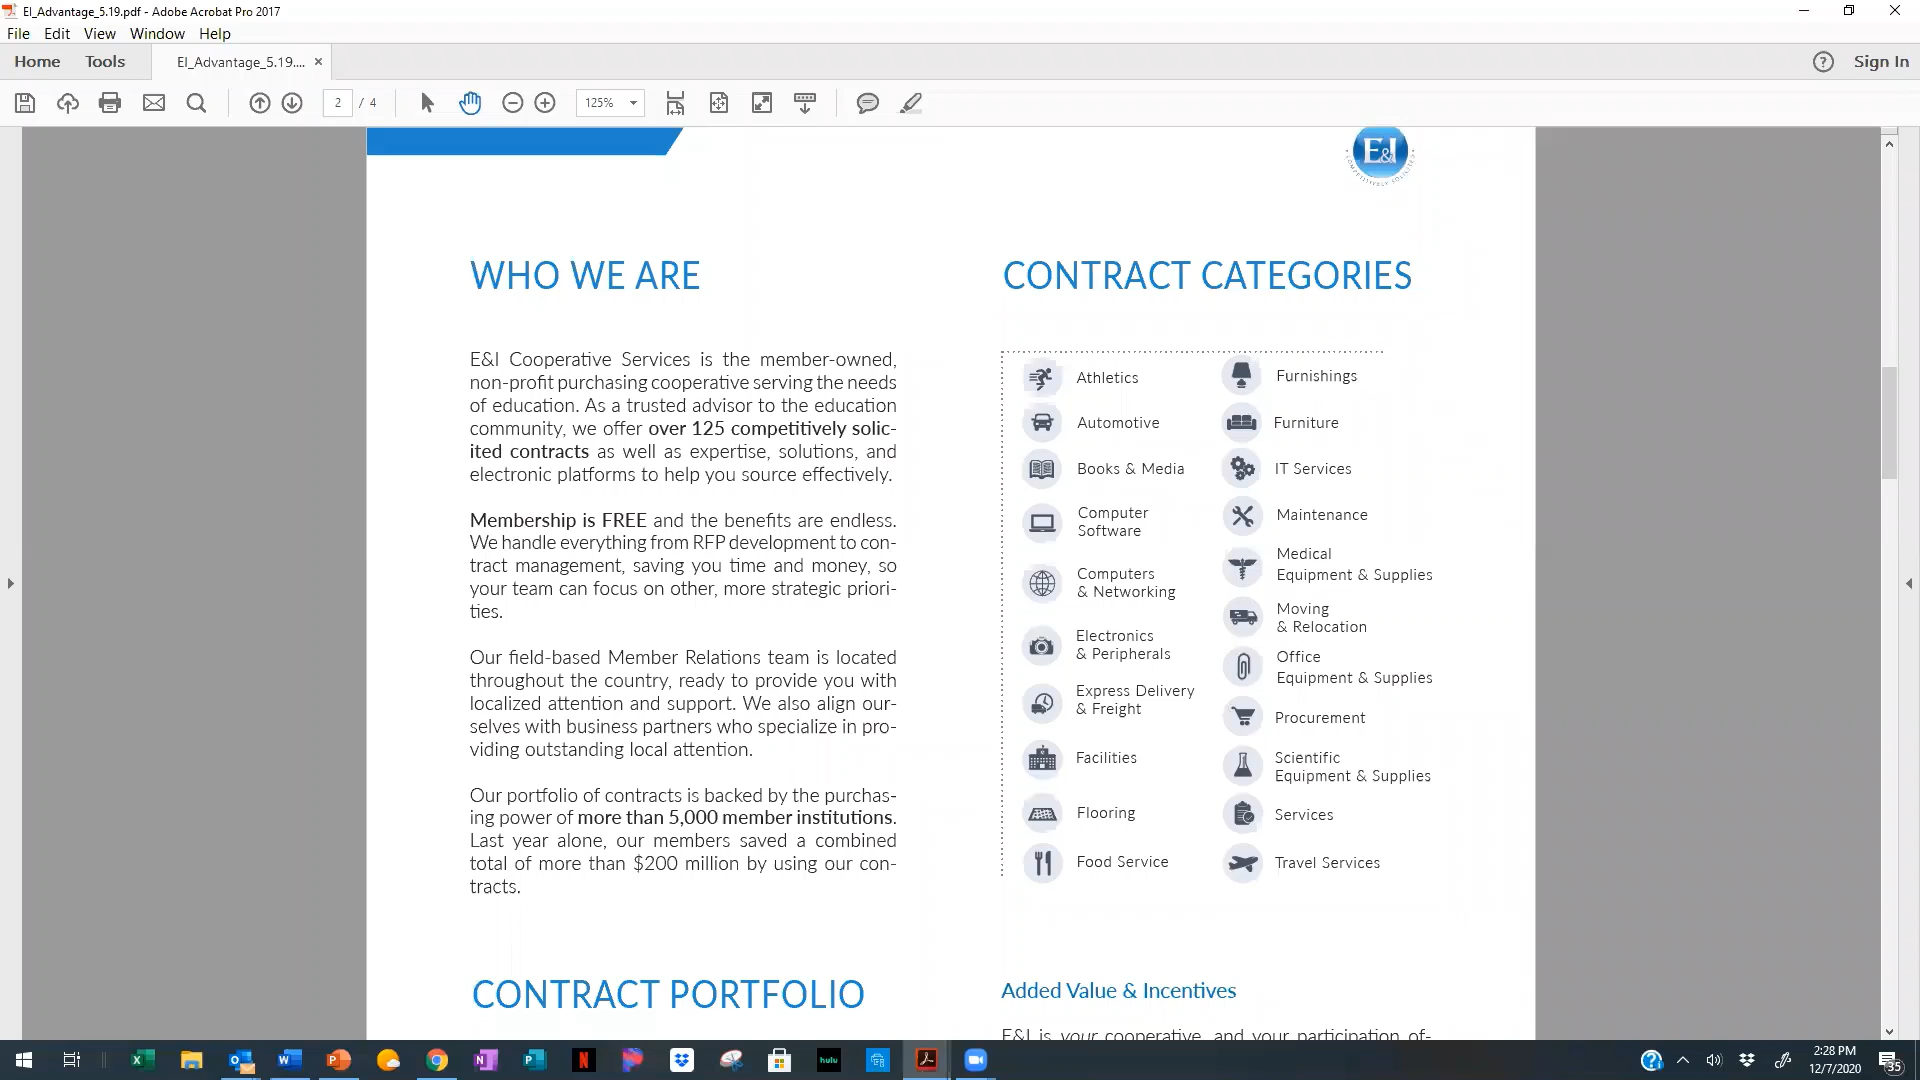 EI_Advantage_5.19.pdf - Adobe Acrobat Pro 2017
File Edit View Window Help
Home Tools EI_Advantage_5.19.... × Sign In
2 / 4 125%
E&I
WHO WE ARE
E&I Cooperative Services is the member-owned,
non-profit purchasing cooperative serving the needs
of education. As a trusted advisor to the education
community, we offer over 125 competitively solic-
ited contracts as well as expertise, solutions, and
electronic platforms to help you source effectively.
Membership is FREE and the benefits are endless.
We handle everything from RFP development to con-
tract management, saving you time and money, so
your team can focus on other, more strategic priori-
ties.
Our field-based Member Relations team is located
throughout the country, ready to provide you with
localized attention and support. We also align our-
selves with business partners who specialize in pro-
viding outstanding local attention.
Our portfolio of contracts is backed by the purchas-
ing power of more than 5,000 member institutions.
Last year alone, our members saved a combined
total of more than $200 million by using our con-
tracts.
CONTRACT PORTFOLIO
CONTRACT CATEGORIES
Athletics
Automotive
Books & Media
Computer
Software
Computers
& Networking
Electronics
& Peripherals
Express Delivery
& Freight
Facilities
Flooring
Food Service
Furnishings
Furniture
IT Services
Maintenance
Medical
Equipment & Supplies
Moving
& Relocation
Office
Equipment & Supplies
Procurement
Scientific
Equipment & Supplies
Services
Travel Services
Added Value & Incentives
E&I is your cooperative, and your participation of-
hulu
2:28 PM
12/7/2020
35